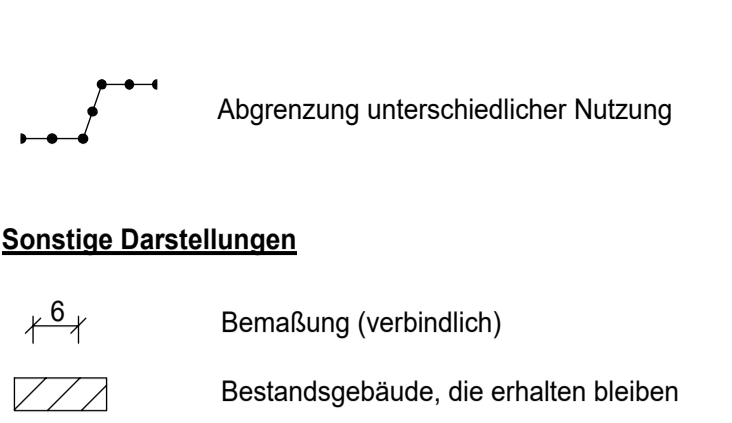 Abgrenzung unterschiedlicher Nutzung
Sonstige Darstellungen
6 Bemaßung (verbindlich)
Bestandsgebäude, die erhalten bleiben